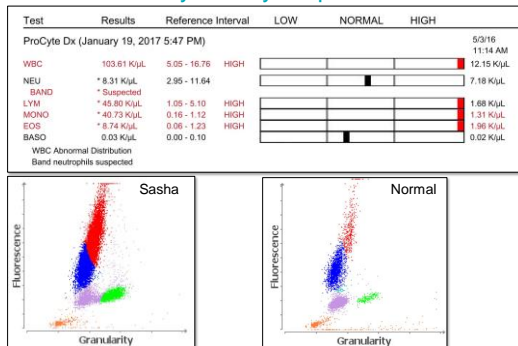 Test Results Reference Interval LOW NORMAL HIGH
ProCyte Dx (January 19, 2017 5:47 PM) 5/3/16
11:14 AM
WBC 103.61 K/µL 5.05 - 16.76 HIGH 12.15 K/µL
NEU * 8.31 K/µL 2.95 - 11.64 7.18 K/µL
BAND * Suspected
LYM * 45.80 K/µL 1.05 - 5.10 HIGH 1.68 K/µL
MONO * 40.73 K/µL 0.16 - 1.12 HIGH 1.31 K/µL
EOS * 8.74 K/µL 0.06 - 1.23 HIGH 1.96 K/µL
BASO 0.03 K/µL 0.00 - 0.10 0.02 K/µL
WBC Abnormal Distribution
Band neutrophils suspected
Sasha
Fluorescence
Granularity
Normal
Fluorescence
Granularity